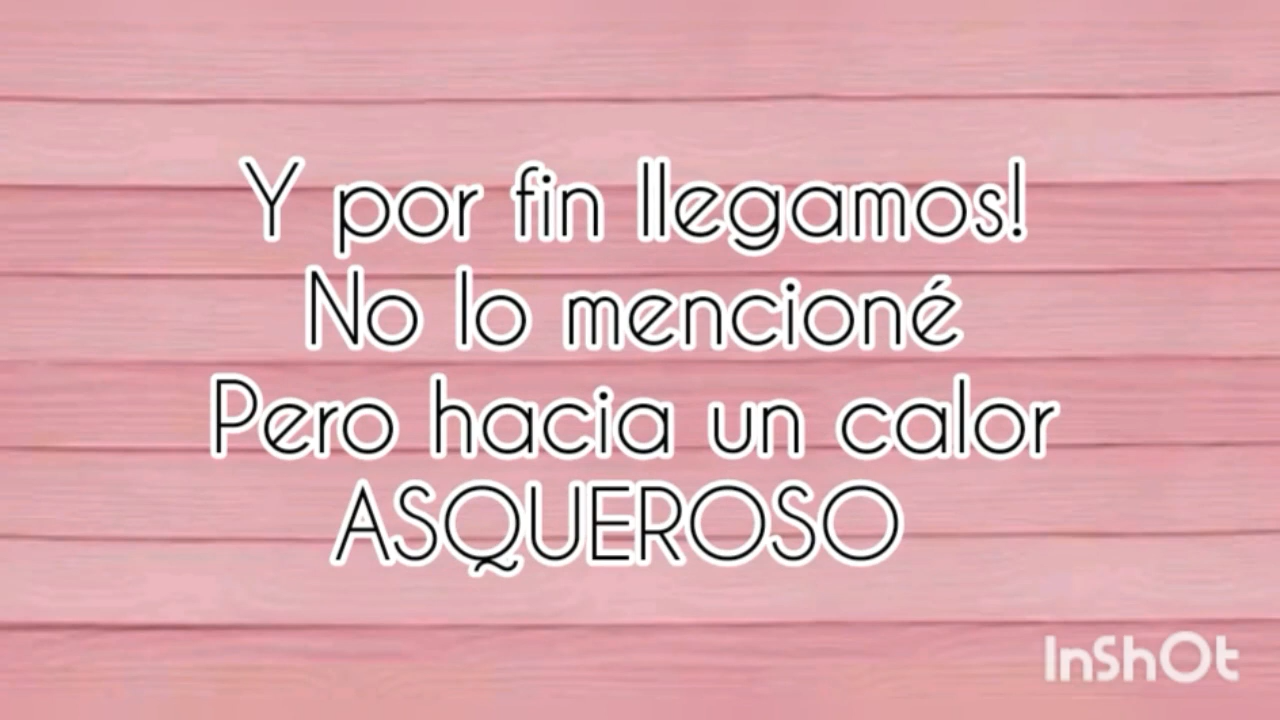 Y por fin llegamos!
No lo mencioné
Pero hacia un calor
ASQUEROSO
InShOt